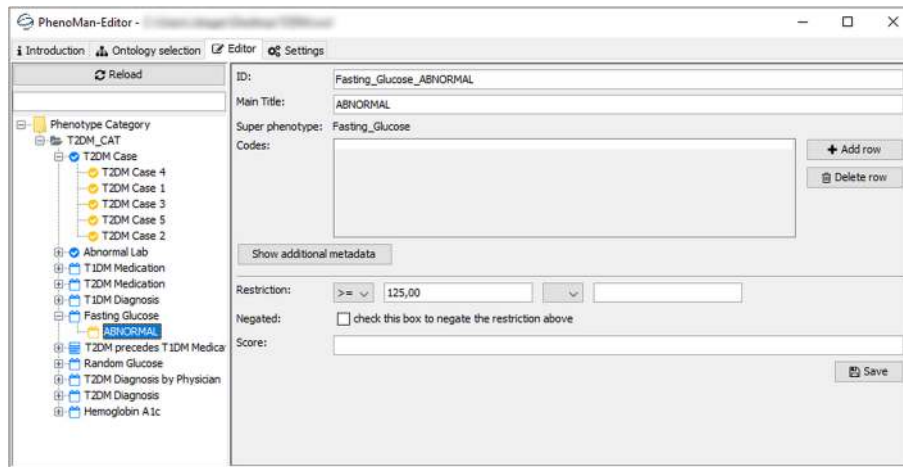 PhenoMan-Editor -
Introduction Ontology selection Editor Settings
Reload
Phenotype Category
T2DM_CAT
T2DM Case
T2DM Case 4
T2DM Case 1
T2DM Case 3
T2DM Case 5
T2DM Case 2
Abnormal Lab
T1DM Medication
T2DM Medication
T1DM Diagnosis
Fasting Glucose
ABNORMAL
T2DM precedes T1DM Medica
Random Glucose
T2DM Diagnosis by Physician
T2DM Diagnosis
Hemoglobin A1c
ID: Fasting_Glucose_ABNORMAL
Main Title: ABNORMAL
Super phenotype: Fasting_Glucose
Codes:
+ Add row
Delete row
Show additional metadata
Restriction: >= 125,00
Negated: check this box to negate the restriction above
Score:
Save